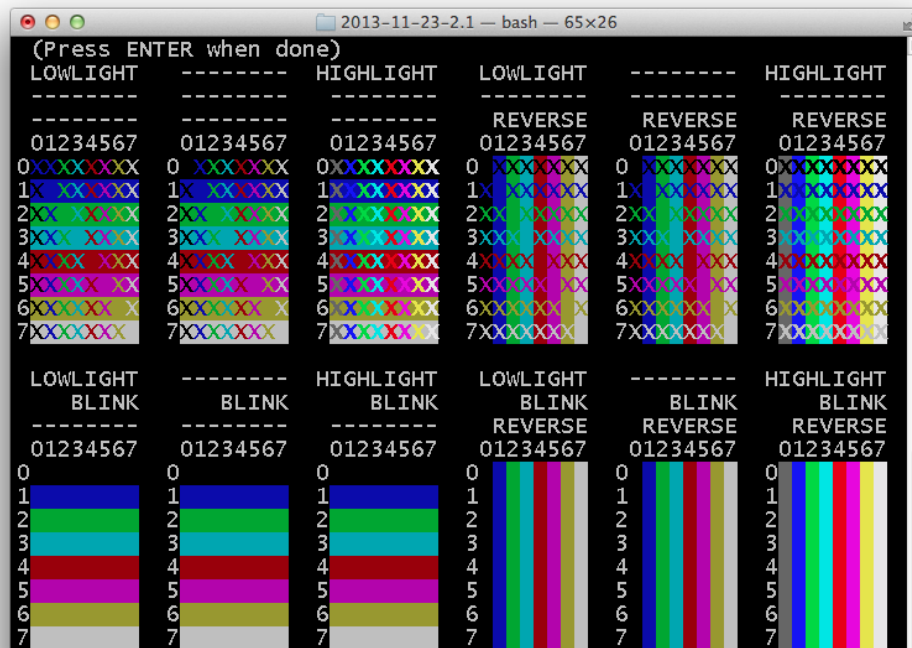 2013-11-23-2.1 — bash — 65×26
(Press ENTER when done)
LOWLIGHT -------- HIGHLIGHT LOWLIGHT -------- HIGHLIGHT
-------- -------- -------- -------- -------- --------
-------- -------- -------- REVERSE REVERSE REVERSE
01234567 01234567 01234567 01234567 01234567 01234567
0 XXXXXXX 0 XXXXXXX 0XXXXXXXX 0 XXXXXXX 0 XXXXXXX 0XXXXXXXX
1X XXXXXX 1X XXXXXX 1XXXXXXXX 1X XXXXXX 1X XXXXXX 1XXXXXXXX
2XX XXXXX 2XX XXXXX 2XXXXXXXX 2XX XXXXX 2XX XXXXX 2XXXXXXXX
3XXX XXXX 3XXX XXXX 3XXXXXXXX 3XXX XXXX 3XXX XXXX 3XXXXXXXX
4XXXX XXX 4XXXX XXX 4XXXXXXXX 4XXXX XXX 4XXXX XXX 4XXXXXXXX
5XXXXX XX 5XXXXX XX 5XXXXXXXX 5XXXXX XX 5XXXXX XX 5XXXXXXXX
6XXXXXX X 6XXXXXX X 6XXXXXXXX 6XXXXXX X 6XXXXXX X 6XXXXXXXX
7XXXXXXX 7XXXXXXX 7XXXXXXXX 7XXXXXXX 7XXXXXXX 7XXXXXXXX
LOWLIGHT -------- HIGHLIGHT LOWLIGHT -------- HIGHLIGHT
BLINK BLINK BLINK BLINK BLINK BLINK
-------- -------- -------- REVERSE REVERSE REVERSE
01234567 01234567 01234567 01234567 01234567 01234567
0 0 0 0 0 0
1 1 1 1 1 1
2 2 2 2 2 2
3 3 3 3 3 3
4 4 4 4 4 4
5 5 5 5 5 5
6 6 6 6 6 6
7 7 7 7 7 7